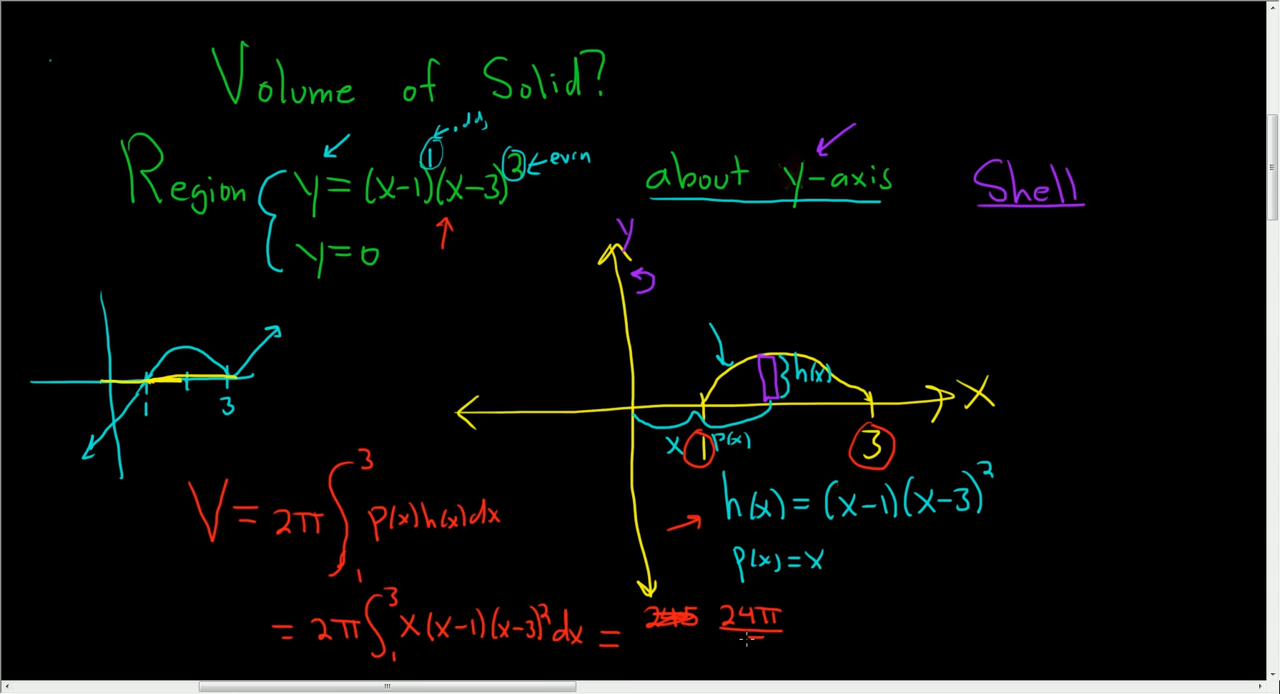 Volume of Solid?
Region { y = (x-1)¹(x-3)² about y-axis Shell
← odd
← even
y = 0
y
1 3
h(x)
x
x 1 p(x) 3
V = 2π ∫₁³ p(x)h(x)dx
h(x) = (x-1)(x-3)²
p(x) = x
= 2π ∫₁³ x(x-1)(x-3)² dx = 24π